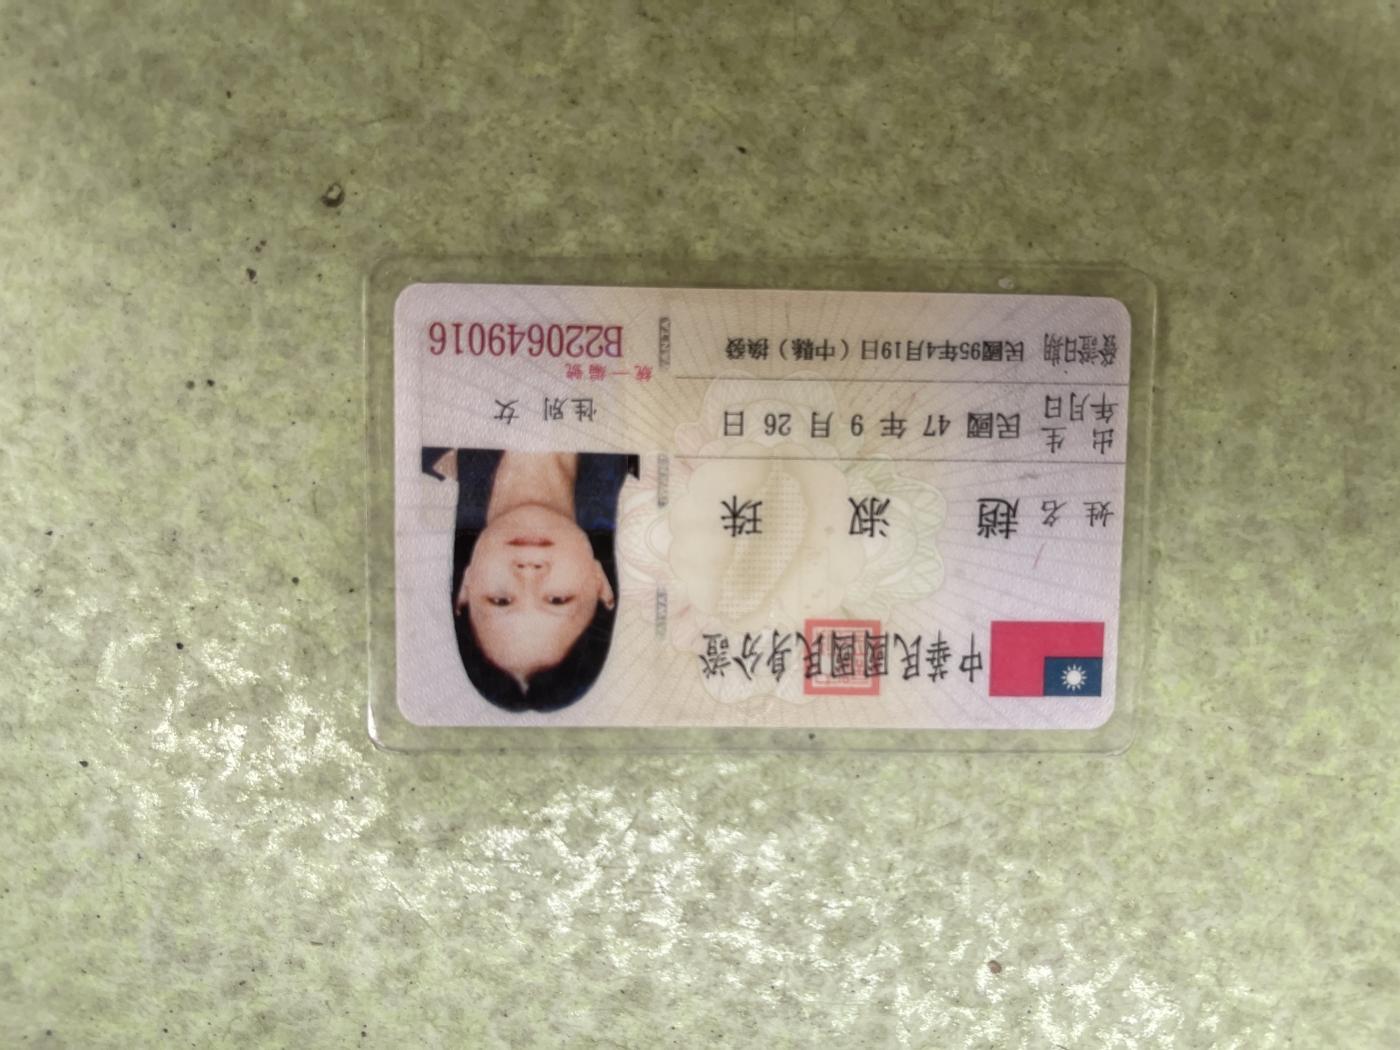 中華民國國民身分證
姓名 趙淑珠
出生年月日 民國 47 年 9 月 26 日
發證日期 民國95年4月19日(中縣)換發
性別 女
統一編號
B220649016